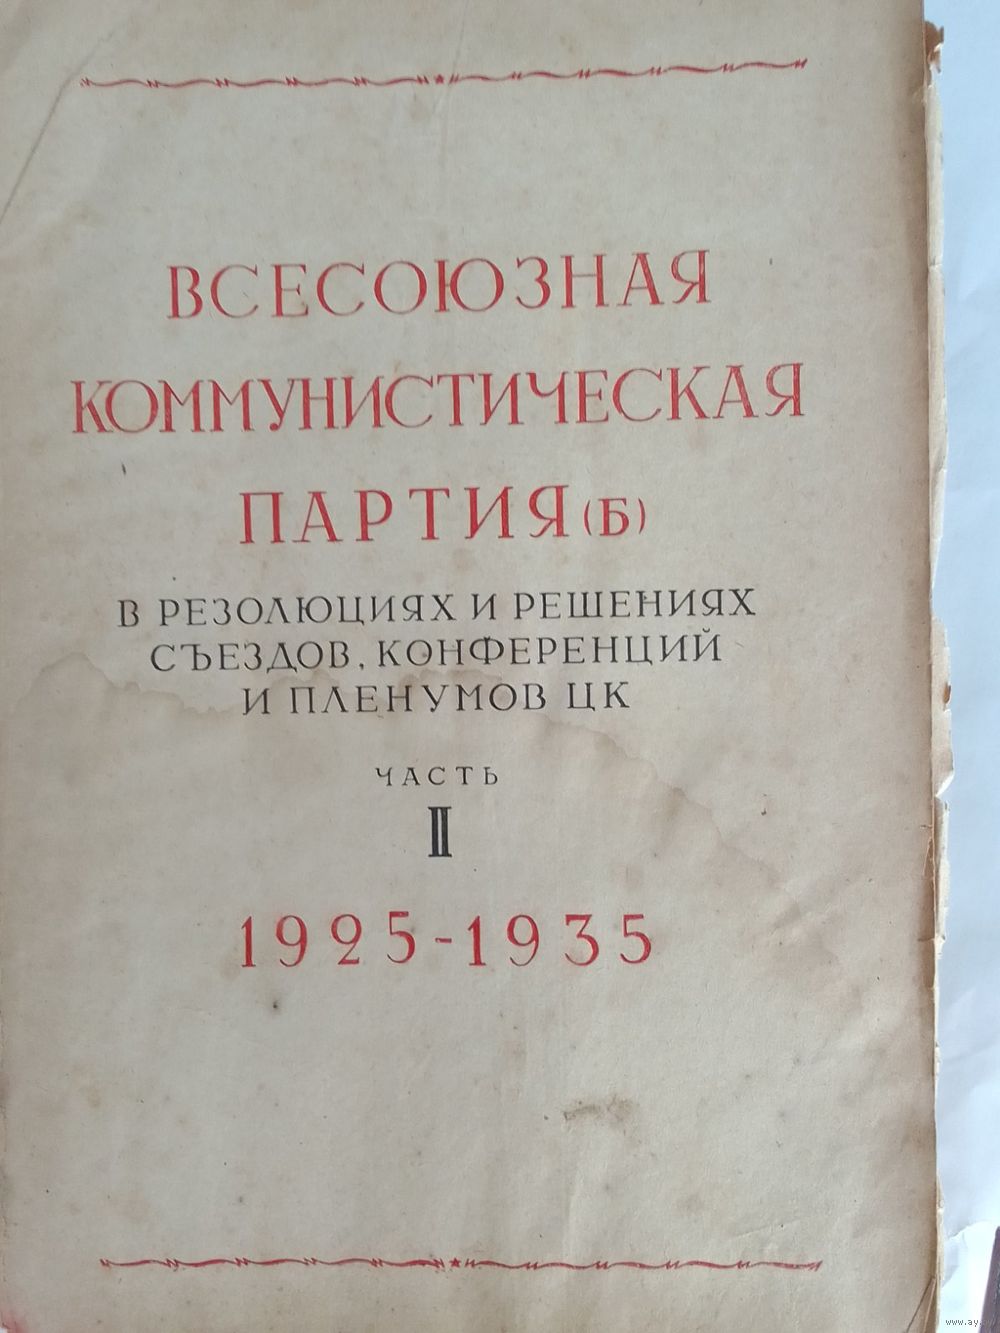 ВСЕСОЮЗНАЯ
КОММУНИСТИЧЕСКАЯ
ПАРТИЯ (Б)
В РЕЗОЛЮЦИЯХ И РЕШЕНИЯХ
СЪЕЗДОВ, КОНФЕРЕНЦИЙ
И ПЛЕНУМОВ ЦК
ЧАСТЬ
II
1925-1935